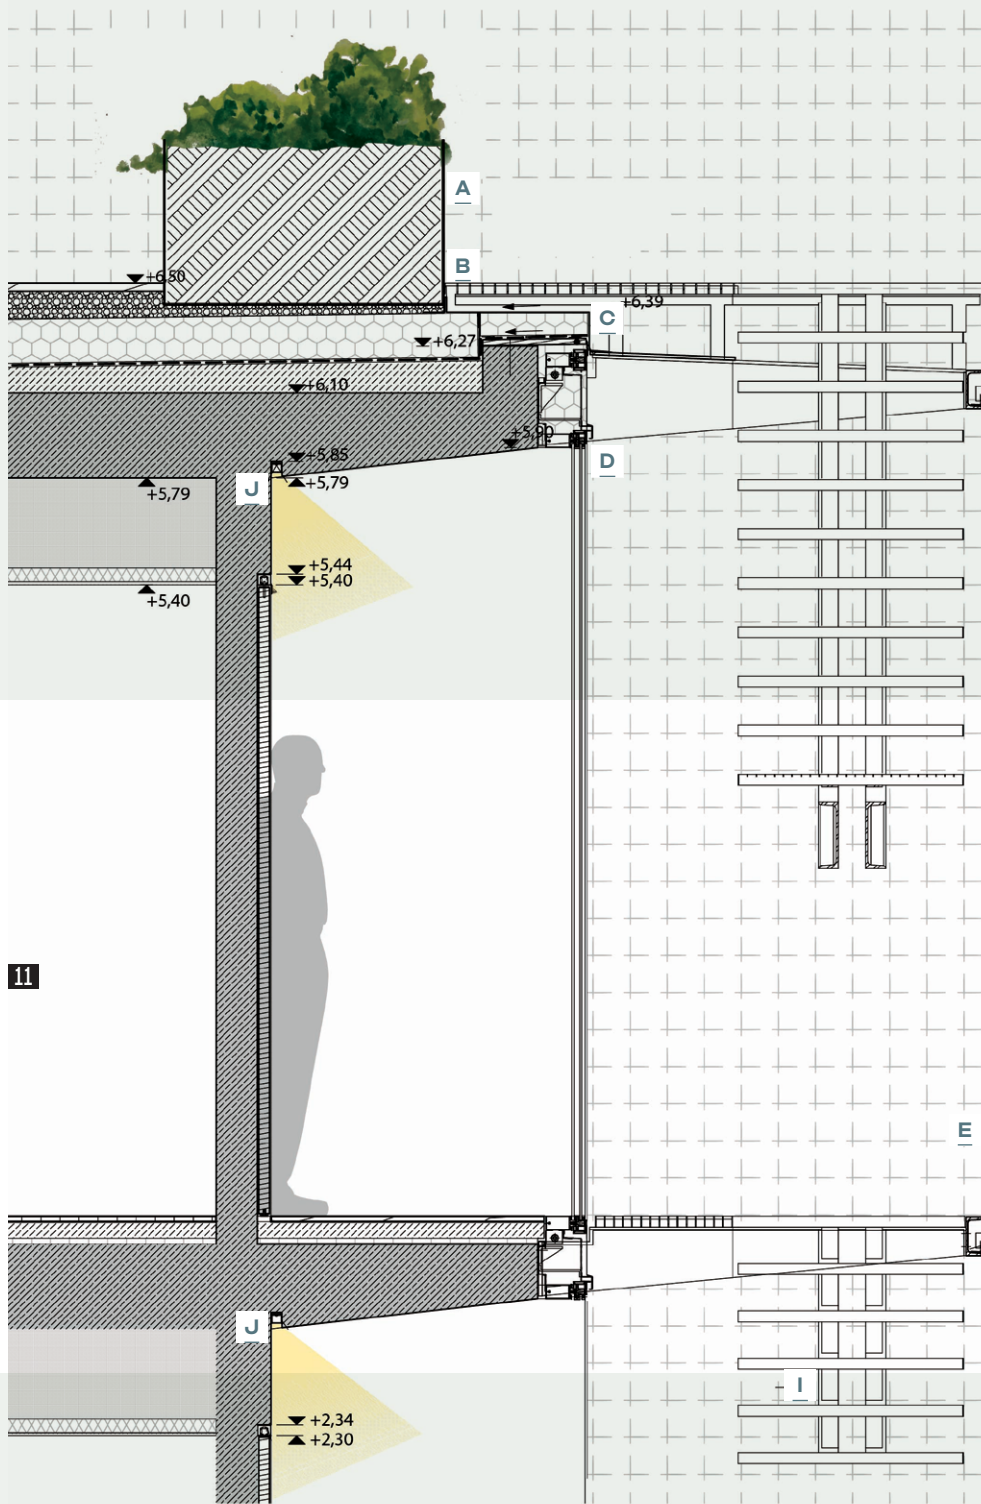 A
B
+6,50
+6,39
C
+6,27
+6,10
+5,90
+5,85
D
+5,79
J
+5,79
+5,44
+5,40
+5,40
11
E
J
I
+2,34
+2,30